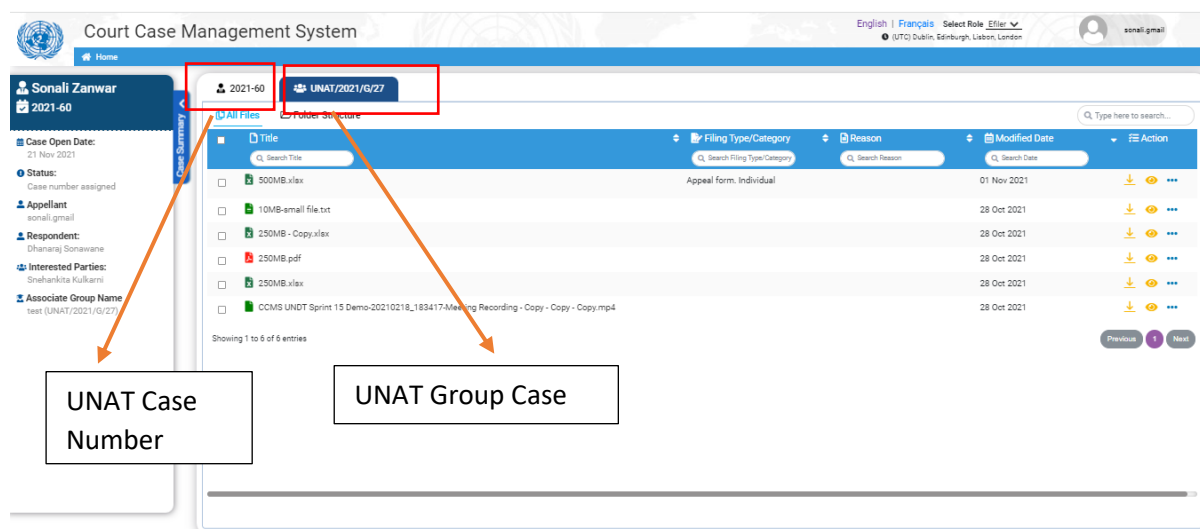 Court Case Management System
English | Français Select Role Efiler
(UTC) Dublin, Edinburgh, Lisbon, London
sonali.gmail
Home
Sonali Zanwar
2021-60
Case Open Date:
21 Nov 2021
Status:
Case number assigned
Appellant
sonali.gmail
Respondent:
Dhanaraj Sonawane
Interested Parties:
Snehankita Kulkarni
Associate Group Name
test (UNAT/2021/G/27)
Case Summary
2021-60 UNAT/2021/G/27
All Files Folder Structure
Type here to search...
Title Filing Type/Category Reason Modified Date Action
Search Title Search Filing Type/Category Search Reason Search Date
500MB.xlsx Appeal form. Individual 01 Nov 2021
10MB-small file.txt 28 Oct 2021
250MB - Copy.xlsx 28 Oct 2021
250MB.pdf 28 Oct 2021
250MB.xlsx 28 Oct 2021
CCMS UNDT Sprint 15 Demo-20210218_183417-Meeting Recording - Copy - Copy - Copy.mp4 28 Oct 2021
Showing 1 to 6 of 6 entries
Previous 1 Next
UNAT Case
Number
UNAT Group Case